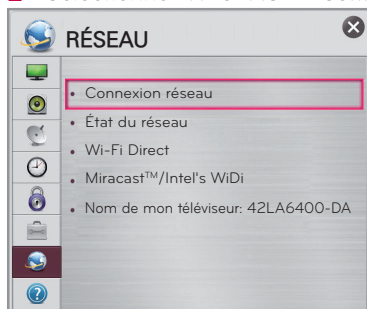 RÉSEAU
• Connexion réseau
• État du réseau
• Wi-Fi Direct
• Miracast™/Intel's WiDi
• Nom de mon téléviseur: 42LA6400-DA